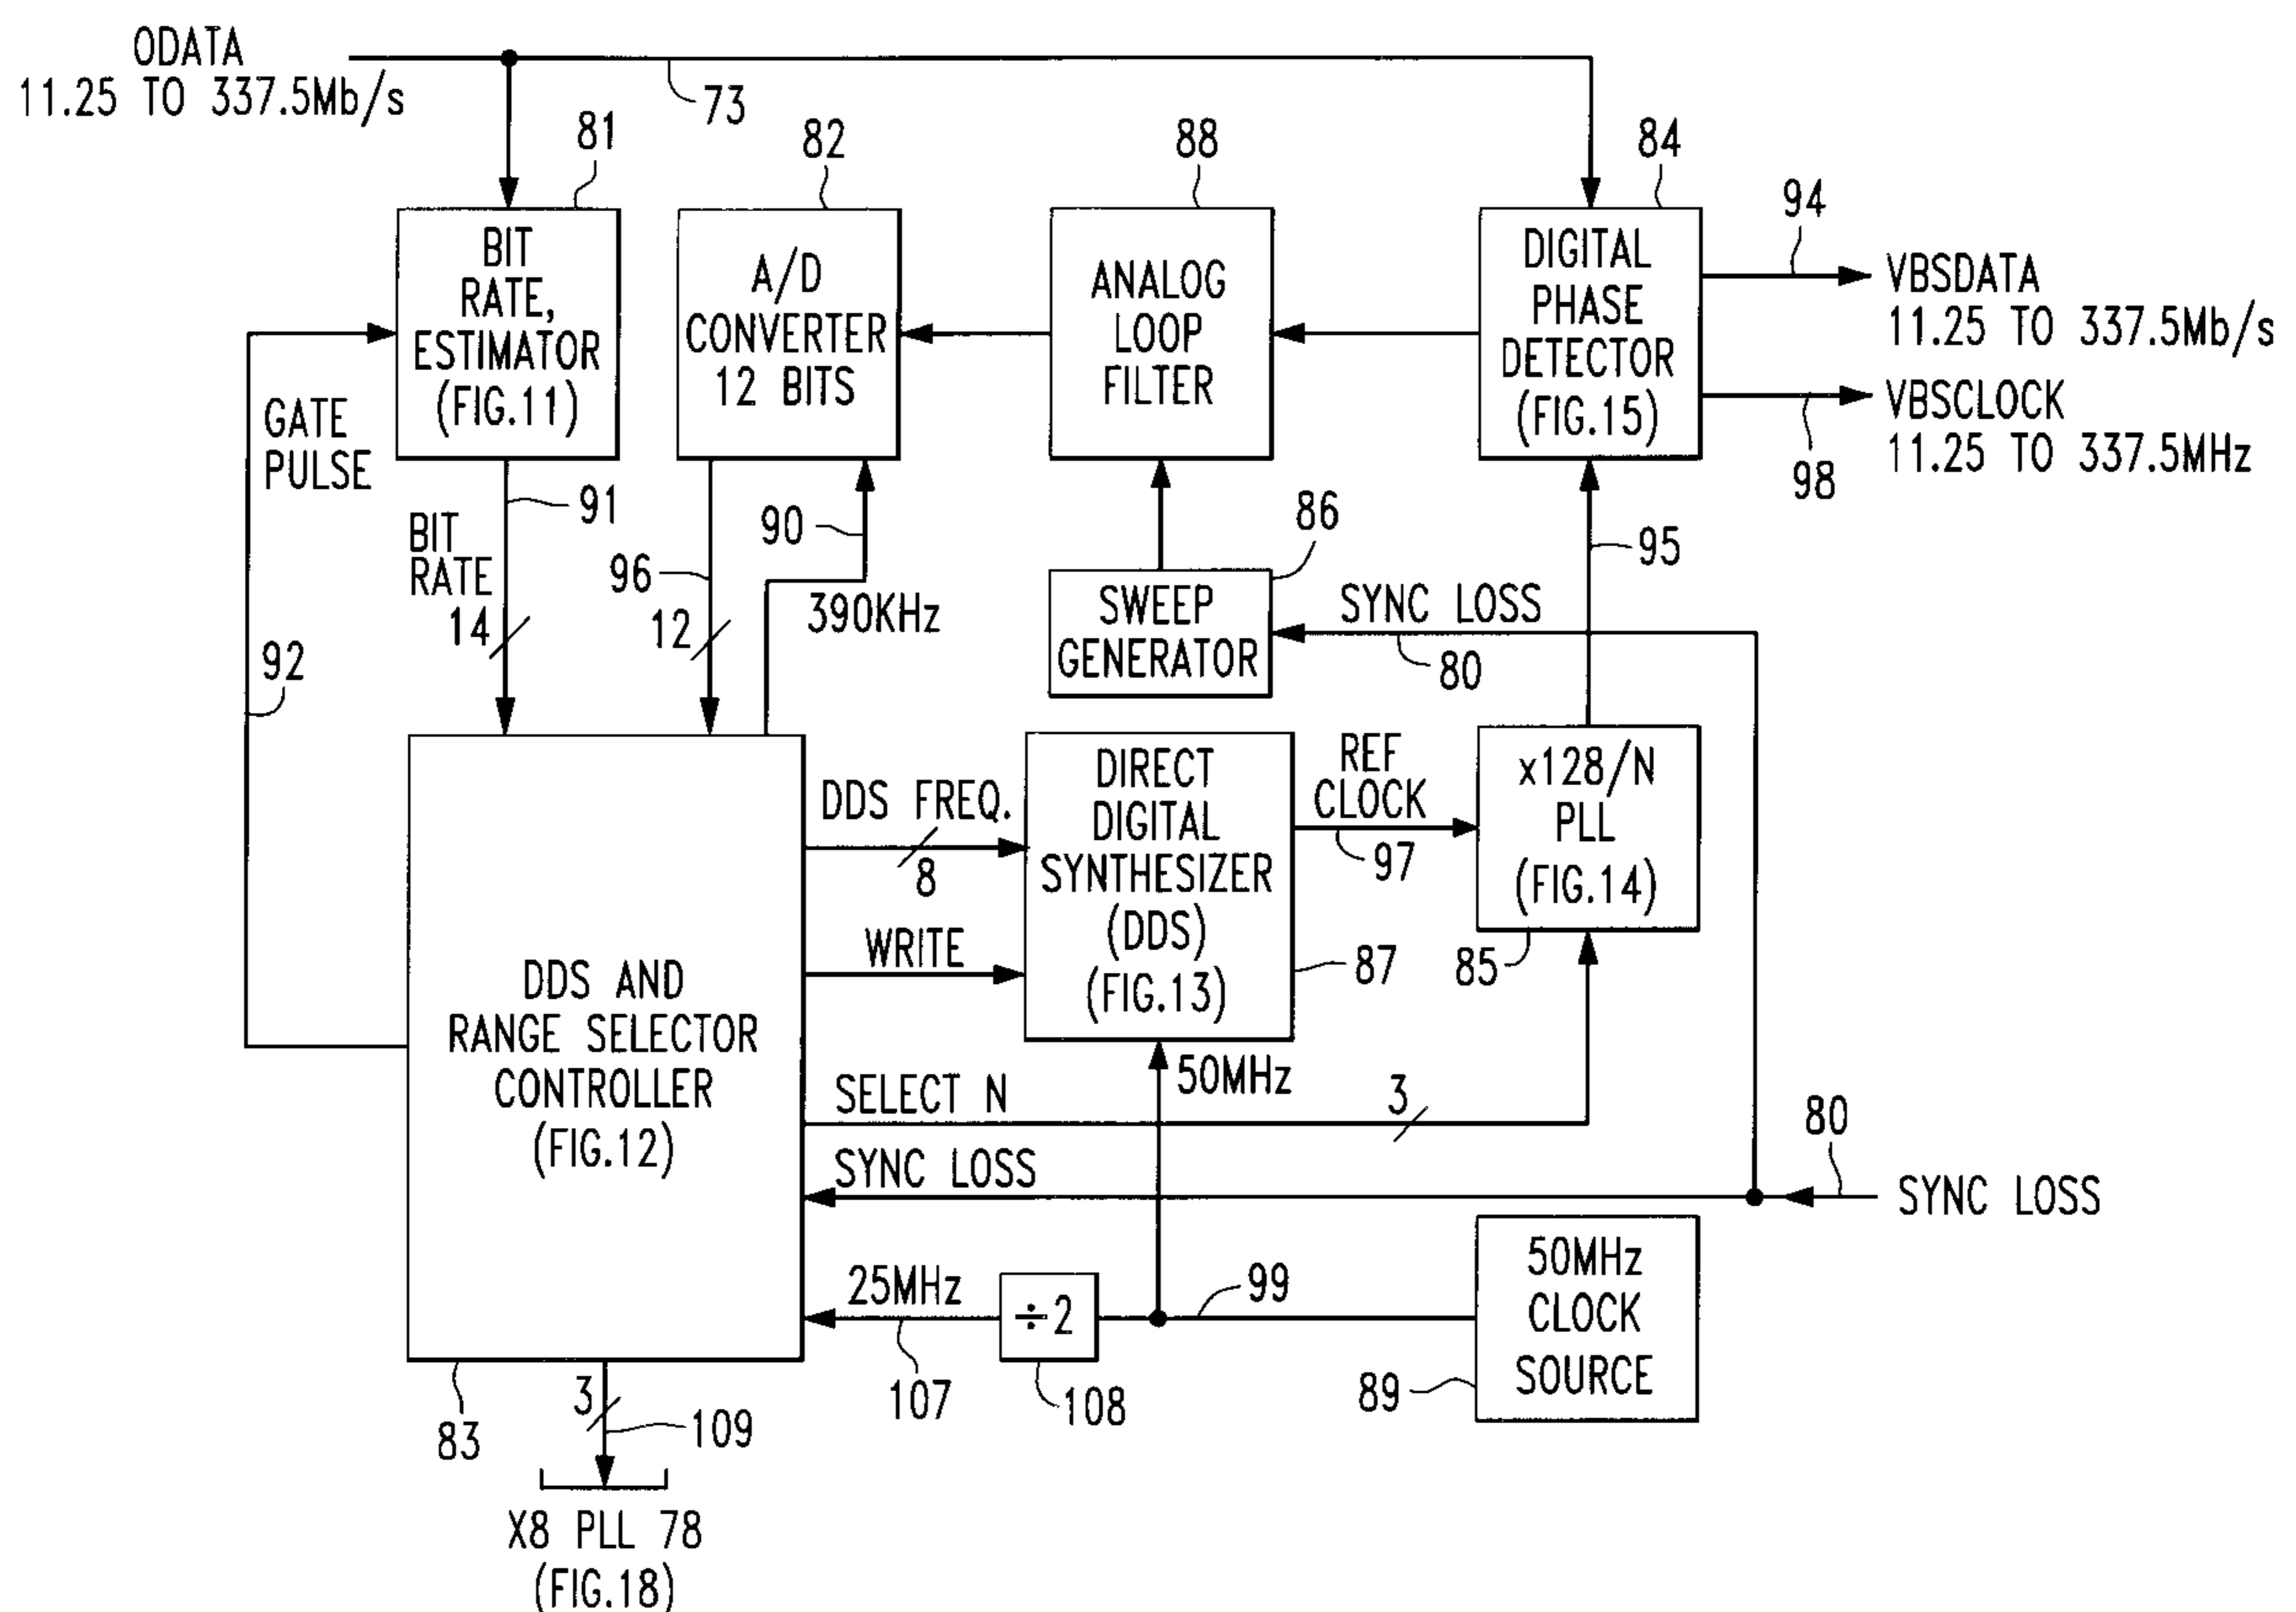 ODATA
11.25 TO 337.5Mb/s
73
81
82
88
84
94
BIT
RATE,
ESTIMATOR
(FIG.11)
A/D
CONVERTER
12 BITS
ANALOG
LOOP
FILTER
DIGITAL
PHASE
DETECTOR
(FIG.15)
VBSDATA
11.25 TO 337.5Mb/s
VBSCLOCK
11.25 TO 337.5MHz
98
GATE
PULSE
91
BIT
RATE
14
96
12
90
390KHz
86
SWEEP
GENERATOR
SYNC LOSS
80
95
92
DDS AND
RANGE SELECTOR
CONTROLLER
(FIG.12)
DDS FREQ.
8
WRITE
DIRECT
DIGITAL
SYNTHESIZER
(DDS)
(FIG.13)
87
REF
CLOCK
97
x128/N
PLL
(FIG.14)
85
50MHz
SELECT N
3
SYNC LOSS
80
SYNC LOSS
25MHz
107
÷2
108
99
50MHz
CLOCK
SOURCE
89
83
3
109
X8 PLL 78
(FIG.18)